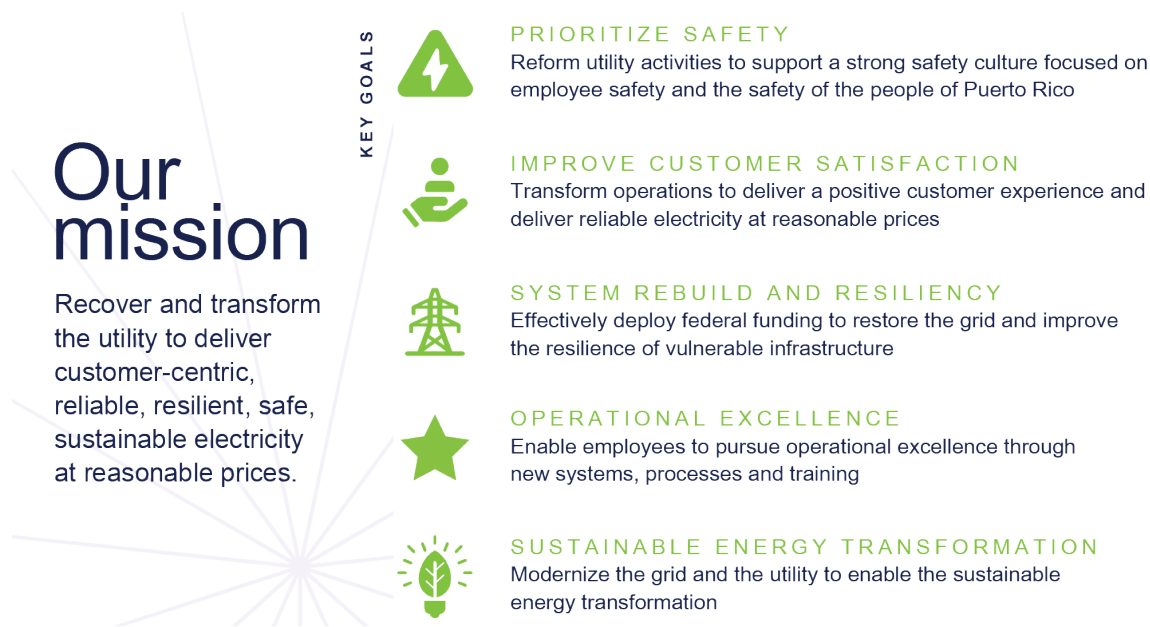 Our
mission
Recover and transform
the utility to deliver
customer-centric,
reliable, resilient, safe,
sustainable electricity
at reasonable prices.
KEY GOALS
PRIORITIZE SAFETY
Reform utility activities to support a strong safety culture focused on
employee safety and the safety of the people of Puerto Rico
IMPROVE CUSTOMER SATISFACTION
Transform operations to deliver a positive customer experience and
deliver reliable electricity at reasonable prices
SYSTEM REBUILD AND RESILIENCY
Effectively deploy federal funding to restore the grid and improve
the resilience of vulnerable infrastructure
OPERATIONAL EXCELLENCE
Enable employees to pursue operational excellence through
new systems, processes and training
SUSTAINABLE ENERGY TRANSFORMATION
Modernize the grid and the utility to enable the sustainable
energy transformation